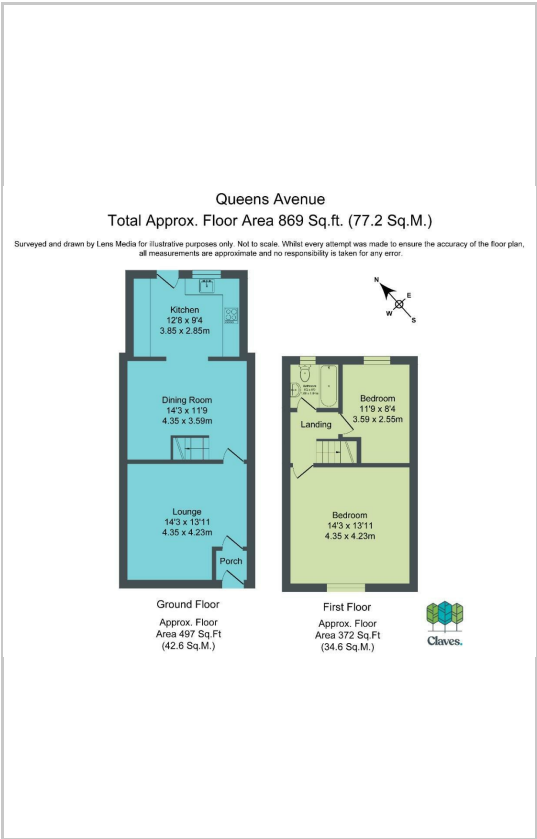 Queens Avenue
Total Approx. Floor Area 869 Sq.ft. (77.2 Sq.M.)
Surveyed and drawn by Lens Media for illustrative purposes only. Not to scale. Whilst every attempt was made to ensure the accuracy of the floor plan,
all measurements are approximate and no responsibility is taken for any error.
Kitchen
12'8 x 9'4
3.85 x 2.85m
Dining Room
14'3 x 11'9
4.35 x 3.59m
Lounge
14'3 x 13'11
4.35 x 4.23m
Porch
Ground Floor
Approx. Floor
Area 497 Sq.Ft
(42.6 Sq.M.)
N
E
W
S
Bedroom
11'9 x 8'4
3.59 x 2.55m
Landing
Bedroom
14'3 x 13'11
4.35 x 4.23m
First Floor
Approx. Floor
Area 372 Sq.Ft
(34.6 Sq.M.)
Claves.